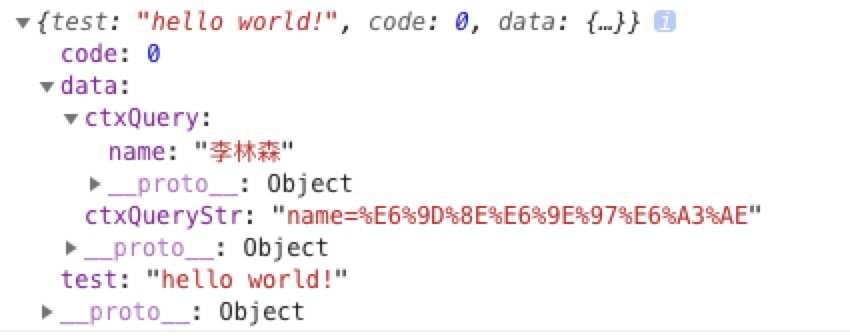 ▼{test: "hello world!", code: 0, data: {…}} i
code: 0
▼data:
▼ctxQuery:
name: "李林森"
▶__proto__: Object
ctxQueryStr: "name=%E6%9D%8E%E6%9E%97%E6%A3%AE"
▶__proto__: Object
test: "hello world!"
▶__proto__: Object